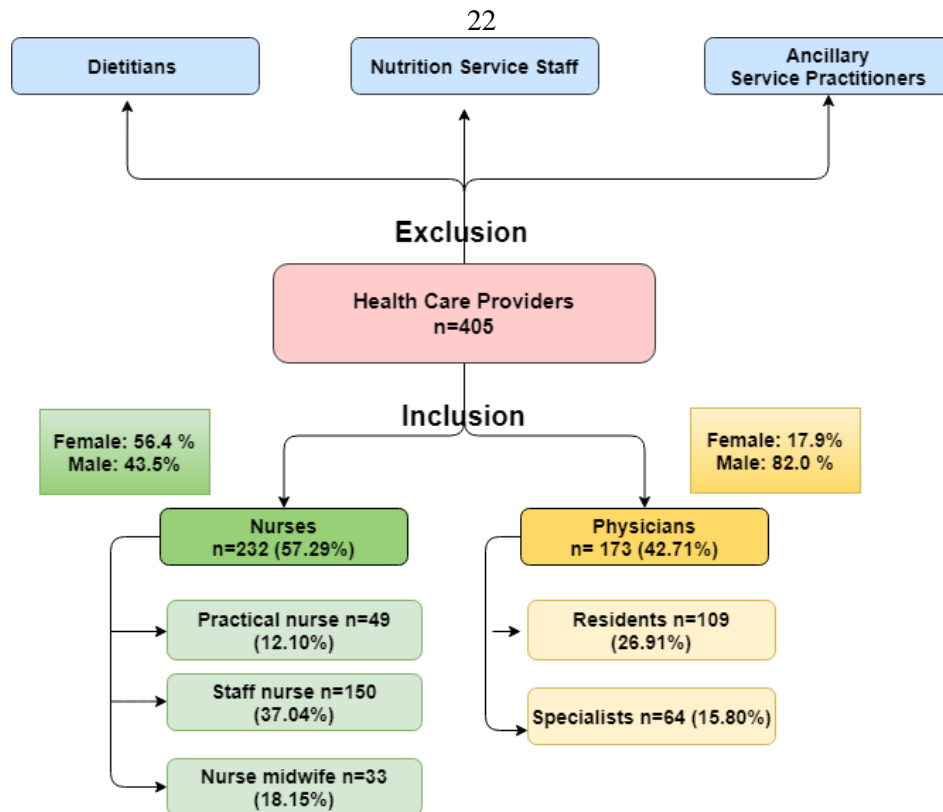 22
Dietitians
Nutrition Service Staff
Ancillary
Service Practitioners
Exclusion
Health Care Providers
n=405
Inclusion
Female: 56.4 %
Male: 43.5%
Female: 17.9%
Male: 82.0 %
Nurses
n=232 (57.29%)
Physicians
n= 173 (42.71%)
Practical nurse n=49
(12.10%)
Residents n=109
(26.91%)
Staff nurse n=150
(37.04%)
Specialists n=64 (15.80%)
Nurse midwife n=33
(18.15%)